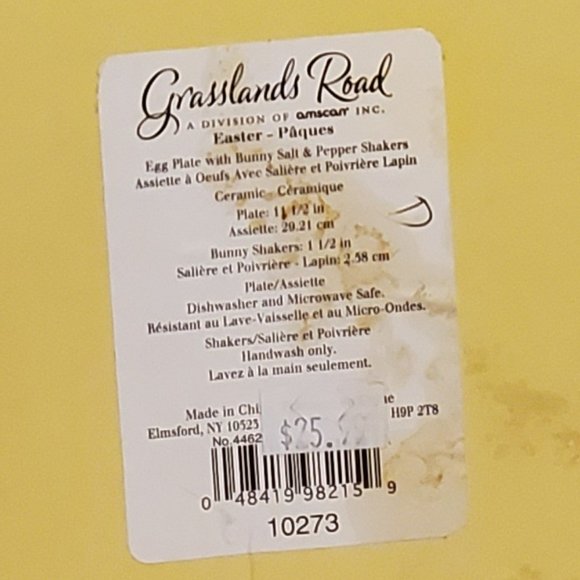 Grasslands Road
A DIVISION OF amscan INC.
Easter - Pâques
Egg Plate with Bunny Salt & Pepper Shakers
Assiette à Oeufs Avec Salière et Poivrière Lapin
Ceramic - Céramique
Plate: 11 1/2 in
Assiette: 29.21 cm
Bunny Shakers: 1 1/2 in
Salière et Poivrière - Lapin: 2.58 cm
Plate/Assiette
Dishwasher and Microwave Safe.
Résistant au Lave-Vaisselle et au Micro-Ondes.
Shakers/Salière et Poivrière
Handwash only.
Lavez à la main seulement.
Made in Chi
Elmsford, NY 10523 H9P 2T8
No.4462
0 48419 98215 9
10273